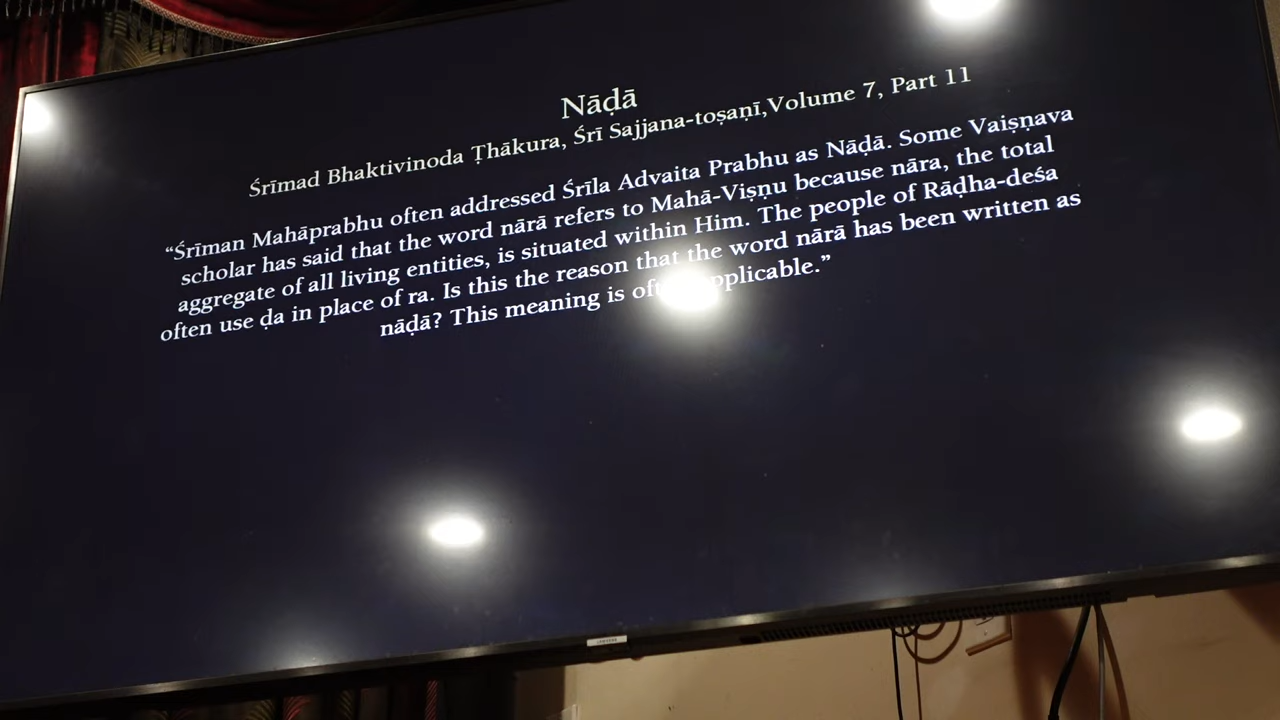 Nāḍā
Śrīmad Bhaktivinoda Ṭhākura, Śrī Sajjana-toṣaṇī,Volume 7, Part 11
“Śrīman Mahāprabhu often addressed Śrīla Advaita Prabhu as Nāḍā. Some Vaiṣṇava
scholar has said that the word nārā refers to Mahā-Viṣṇu because nāra, the total
aggregate of all living entities, is situated within Him. The people of Rāḍha-deśa
often use ḍa in place of ra. Is this the reason that the word nārā has been written as
nāḍā? This meaning is applicable.”